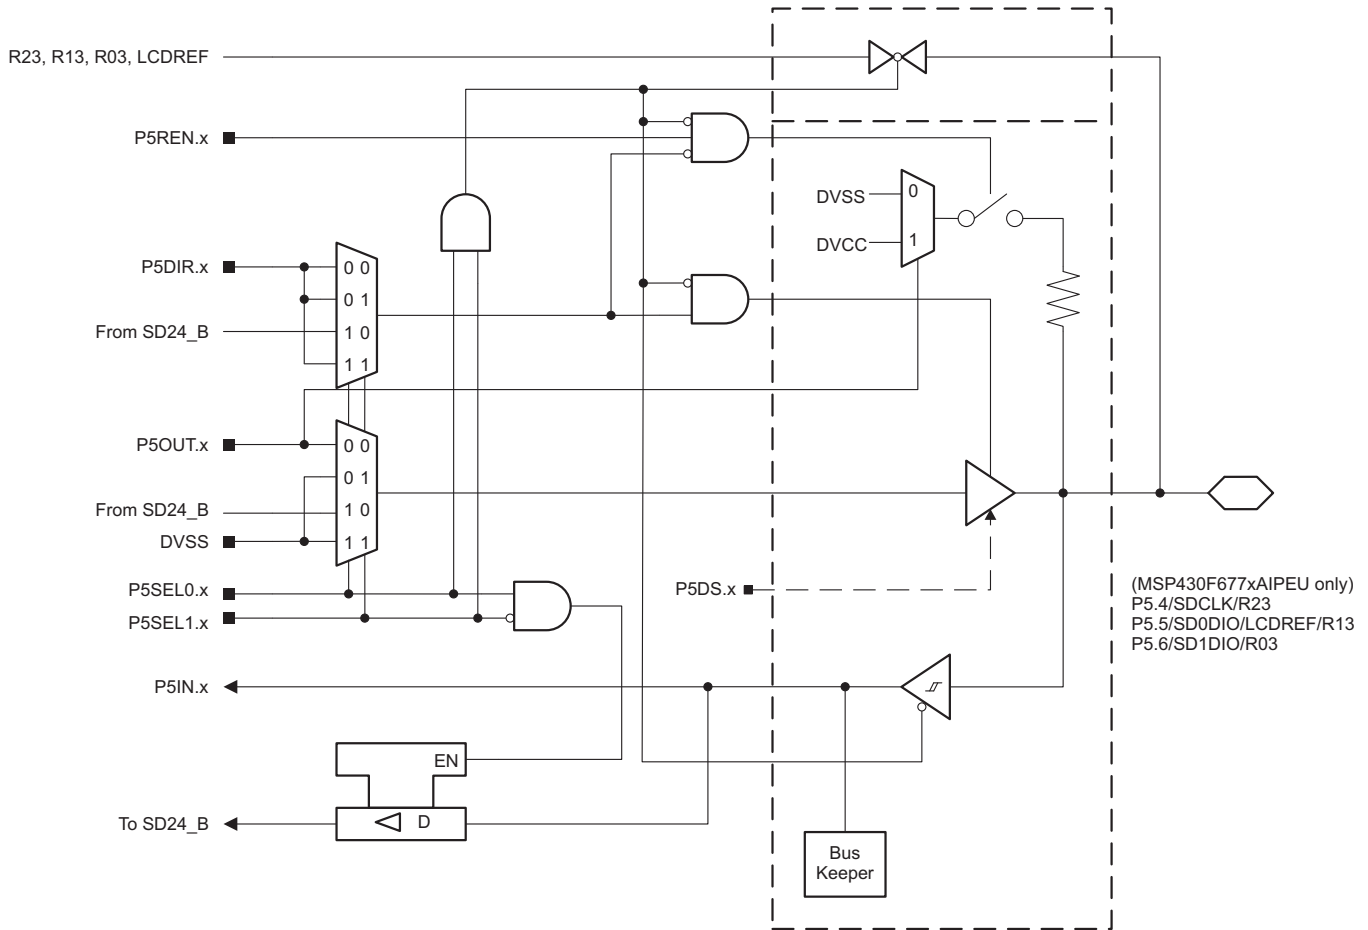 R23, R13, R03, LCDREF
P5REN.x
DVSS
0
DVCC
1
P5DIR.x
0 0
0 1
From SD24_B
1 0
1 1
P5OUT.x
0 0
0 1
From SD24_B
1 0
DVSS
1 1
P5SEL0.x
P5SEL1.x
P5DS.x
(MSP430F677xAIPEU only)
P5.4/SDCLK/R23
P5.5/SD0DIO/LCDREF/R13
P5.6/SD1DIO/R03
P5IN.x
EN
To SD24_B
D
Bus
Keeper